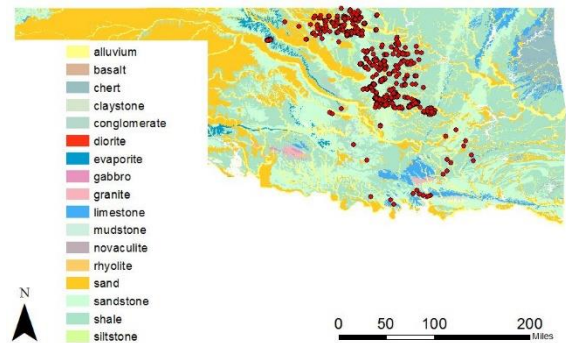 alluvium
basalt
chert
claystone
conglomerate
diorite
evaporite
gabbro
granite
limestone
mudstone
novaculite
rhyolite
sand
sandstone
shale
siltstone
N
0 50 100 200
Miles